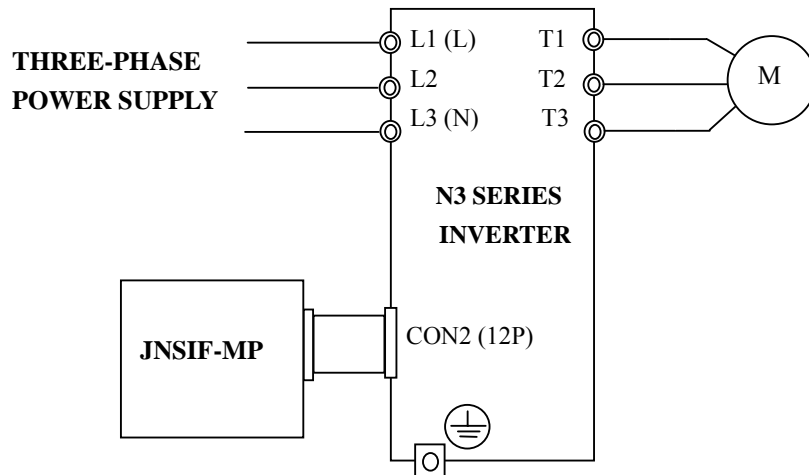 THREE-PHASE
POWER SUPPLY
L1 (L)
L2
L3 (N)
T1
T2
T3
M
N3 SERIES
INVERTER
JNSIF-MP
CON2 (12P)